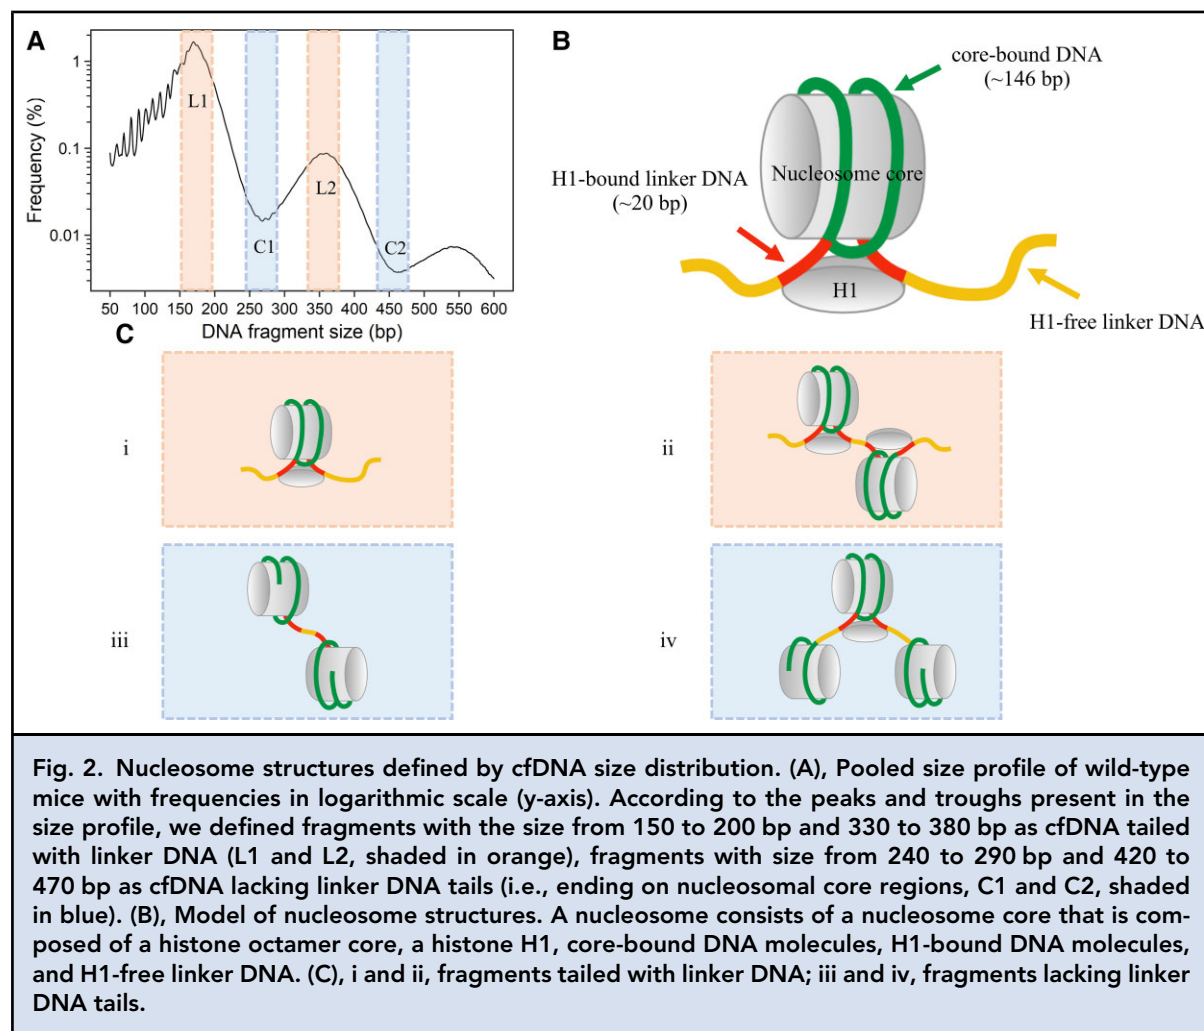 A
Frequency (%)
1
0.1
0.01
L1
C1
L2
C2
50 100 150 200 250 300 350 400 450 500 550 600
DNA fragment size (bp)
B
core-bound DNA
(~146 bp)
H1-bound linker DNA
(~20 bp)
Nucleosome core
H1
H1-free linker DNA
C
i
ii
iii
iv
Fig. 2. Nucleosome structures defined by cfDNA size distribution. (A), Pooled size profile of wild-type
mice with frequencies in logarithmic scale (y-axis). According to the peaks and troughs present in the
size profile, we defined fragments with the size from 150 to 200 bp and 330 to 380 bp as cfDNA tailed
with linker DNA (L1 and L2, shaded in orange), fragments with size from 240 to 290 bp and 420 to
470 bp as cfDNA lacking linker DNA tails (i.e., ending on nucleosomal core regions, C1 and C2, shaded
in blue). (B), Model of nucleosome structures. A nucleosome consists of a nucleosome core that is com-
posed of a histone octamer core, a histone H1, core-bound DNA molecules, H1-bound DNA molecules,
and H1-free linker DNA. (C), i and ii, fragments tailed with linker DNA; iii and iv, fragments lacking linker
DNA tails.